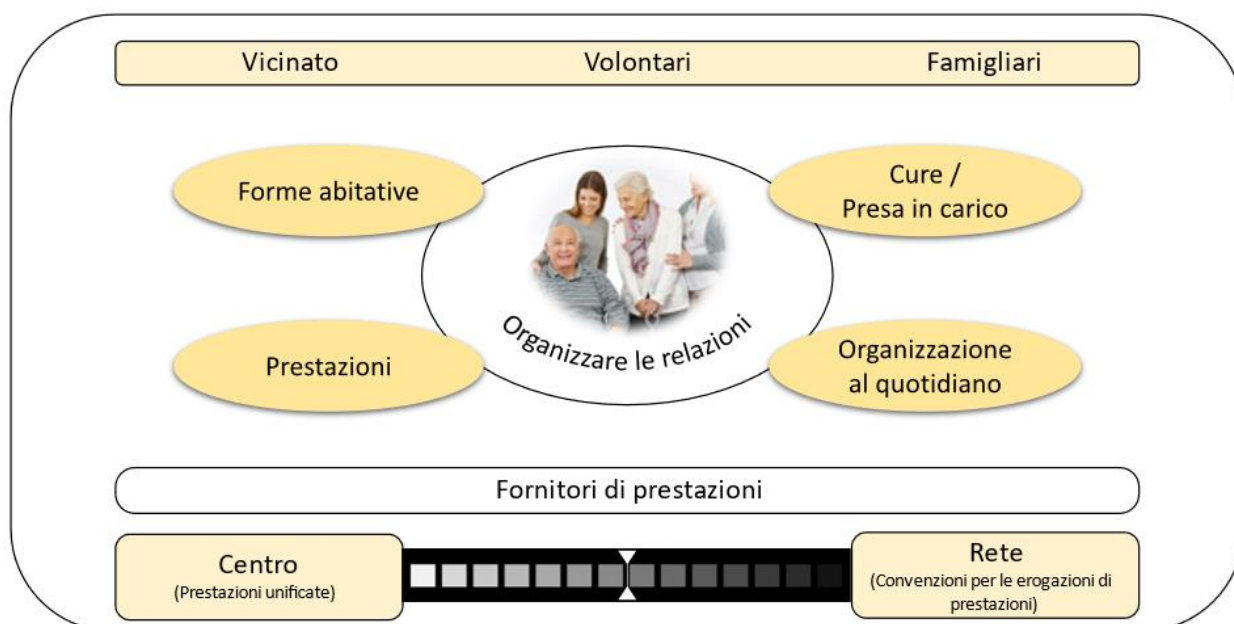 Vicinato Volontari Famigliari
Forme abitative
Cure /
Presa in carico
Organizzare le relazioni
Prestazioni
Organizzazione
al quotidiano
Fornitori di prestazioni
Centro
(Prestazioni unificate)
Rete
(Convenzioni per le erogazioni di
prestazioni)